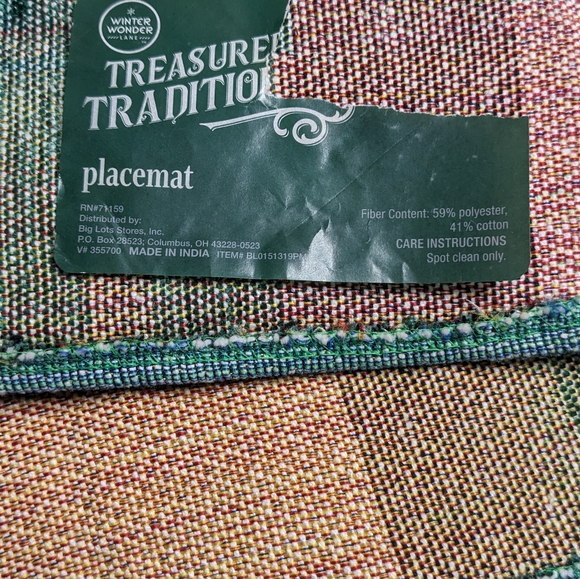 WINTER
WONDER
LANE
TREASURED
TRADITIO
placemat
RN#71159
Distributed by:
Big Lots Stores, Inc.
P.O. Box 28523; Columbus, OH 43228-0523
V# 355700 MADE IN INDIA ITEM# BL0151319PM
Fiber Content: 59% polyester,
41% cotton
CARE INSTRUCTIONS
Spot clean only.